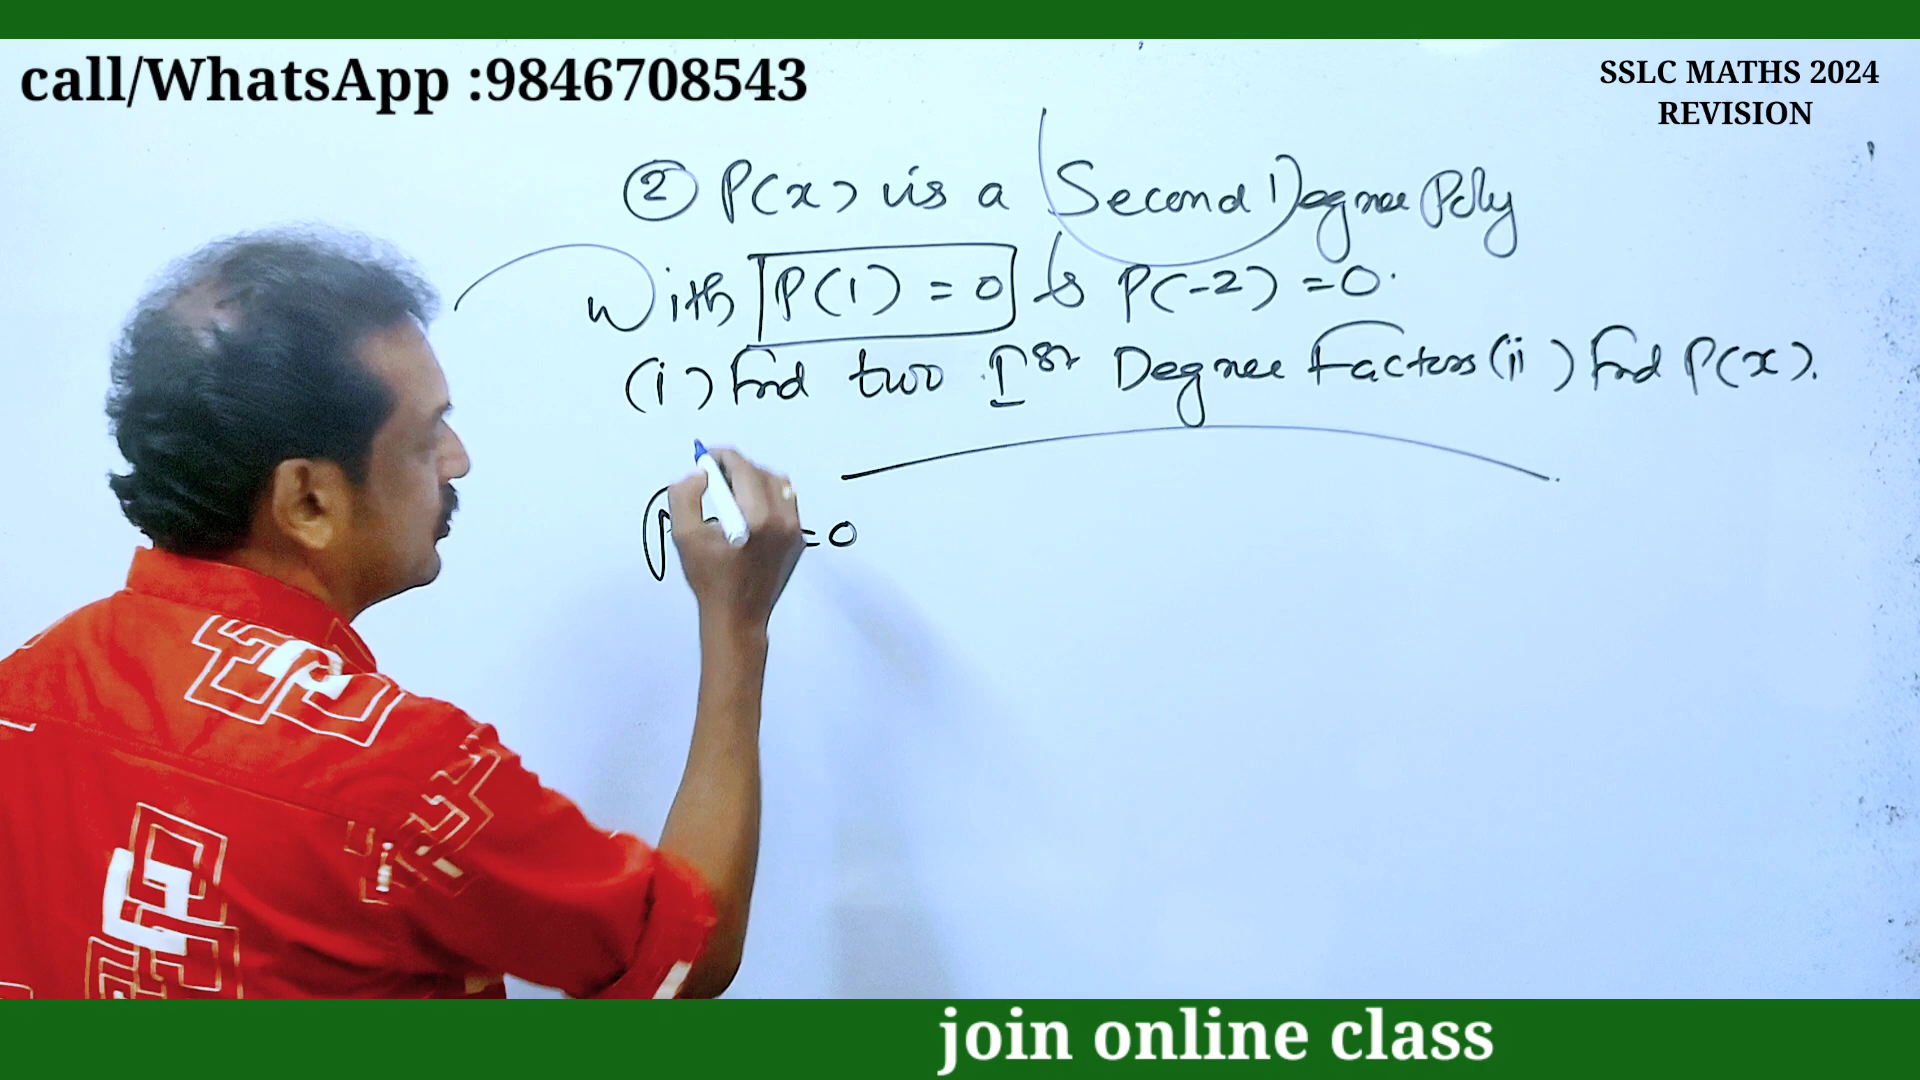 call/WhatsApp :9846708543
SSLC MATHS 2024
REVISION
② P(x) is a Second Degree Poly
With P(1) = 0 & P(-2) = 0.
(i) Find two Ist Degree Factors (ii) Find P(x).
=0
join online class